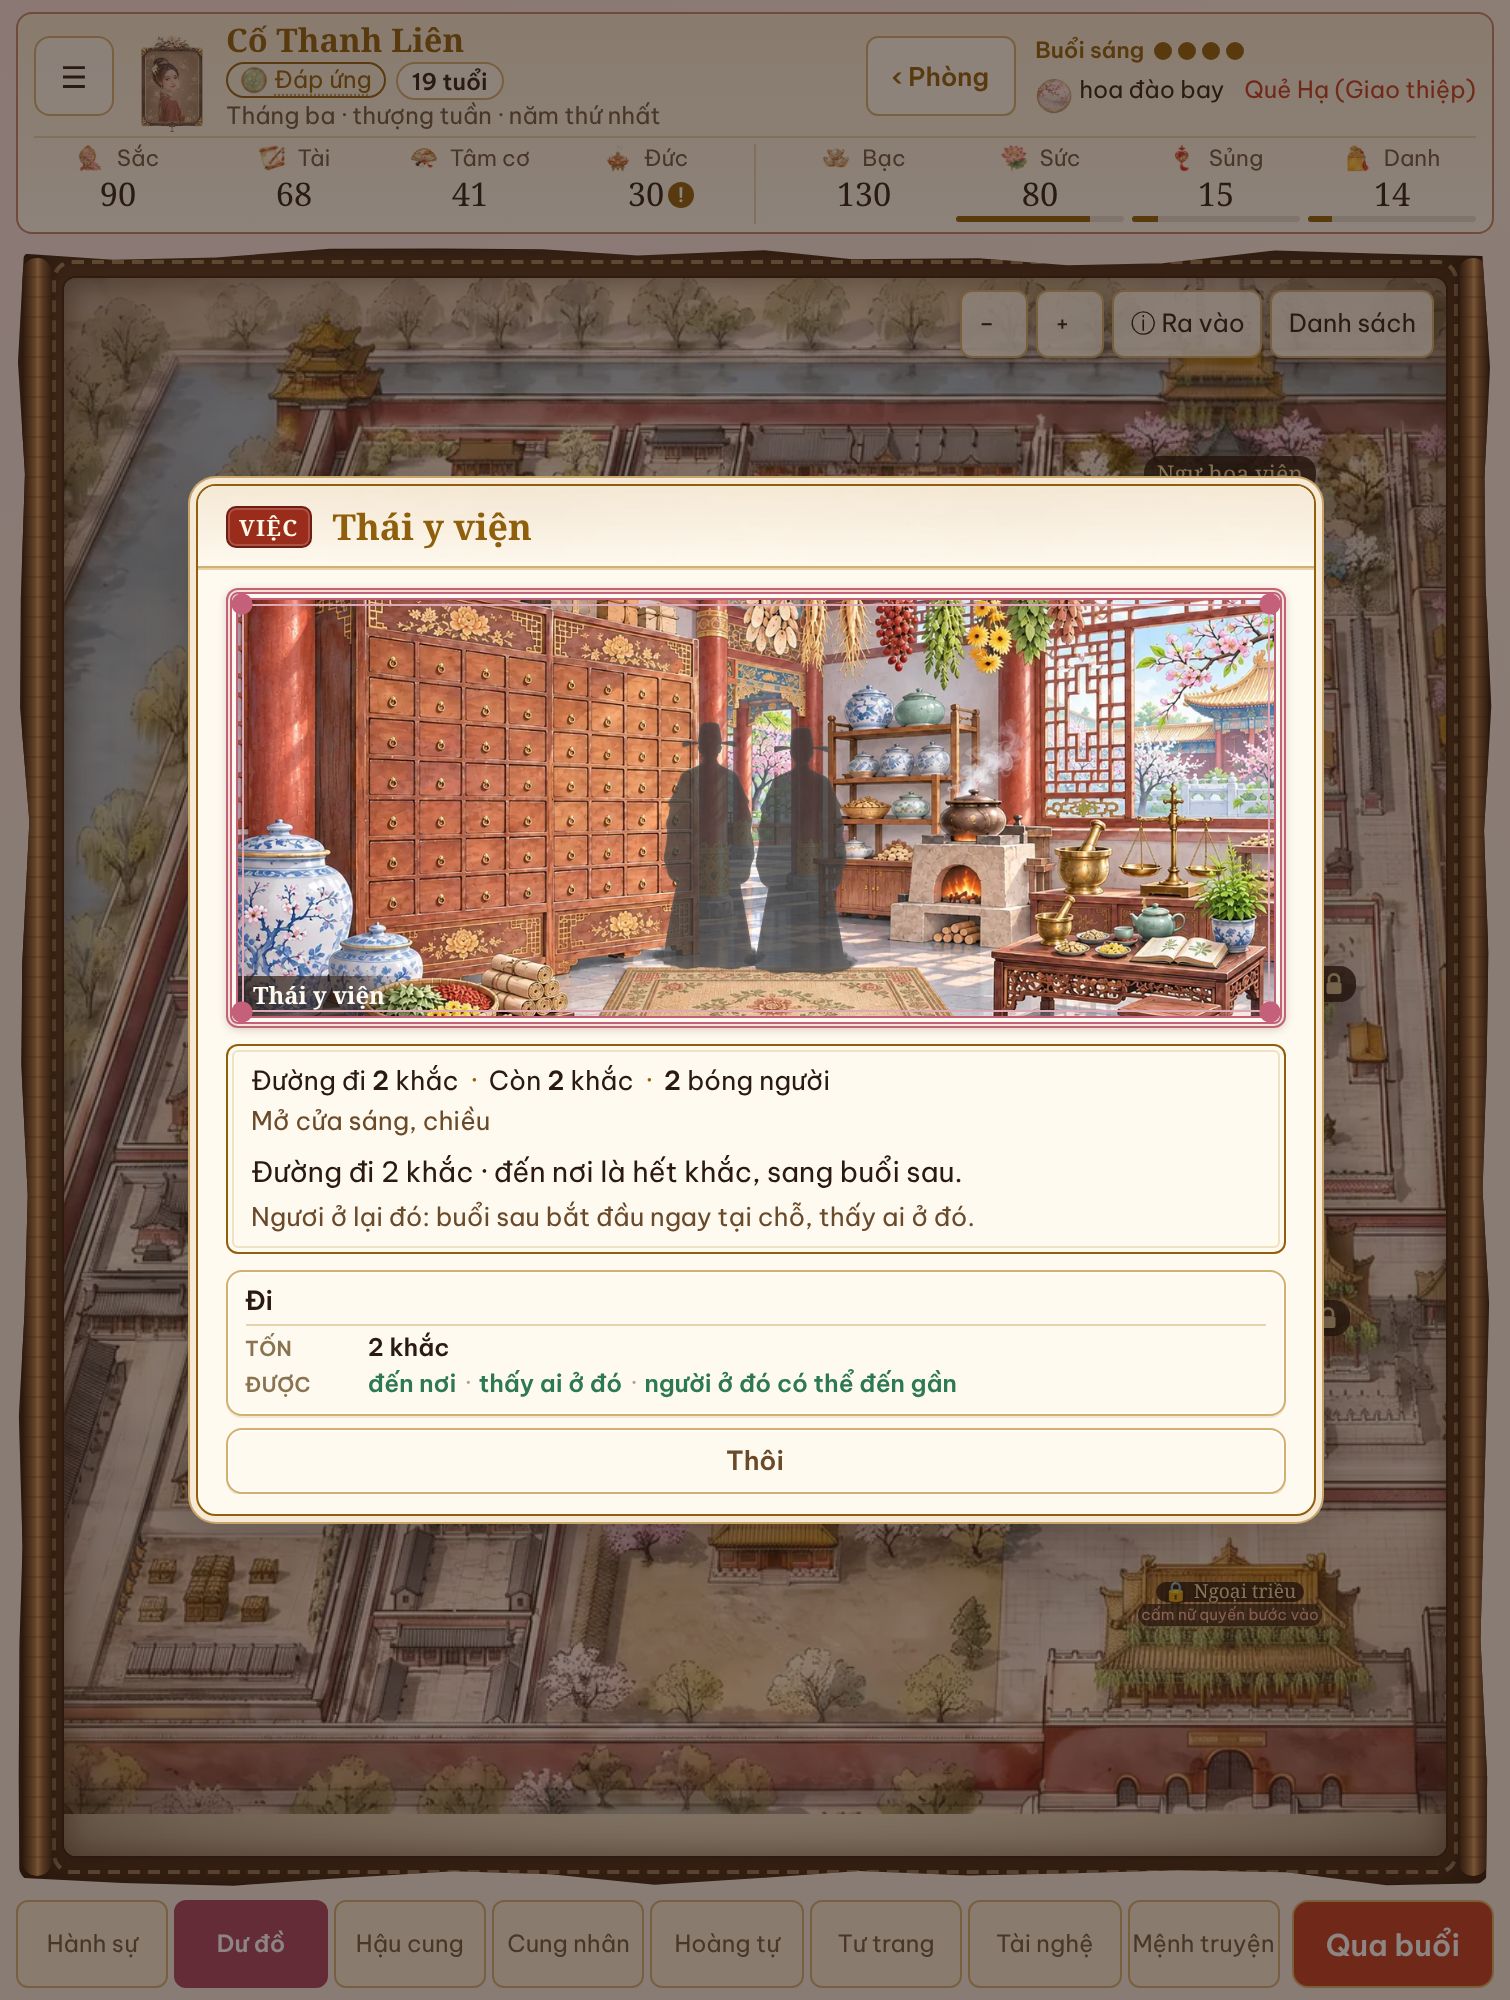 Cố Thanh Liên
Đáp ứng
19 tuổi
Tháng ba · thượng tuần · năm thứ nhất
‹ Phòng
Buổi sáng
hoa đào bay
Quẻ Hạ (Giao thiệp)
Sắc
90
Tài
68
Tâm cơ
41
Đức
30 !
Bạc
130
Sức
80
Sủng
15
Danh
14
−
+
ⓘ Ra vào
Danh sách
Ngự hoa viên
VIỆC
Thái y viện
Thái y viện
Đường đi 2 khắc · Còn 2 khắc · 2 bóng người
Mở cửa sáng, chiều
Đường đi 2 khắc · đến nơi là hết khắc, sang buổi sau.
Ngươi ở lại đó: buổi sau bắt đầu ngay tại chỗ, thấy ai ở đó.
Đi
TỐN 2 khắc
ĐƯỢC đến nơi · thấy ai ở đó · người ở đó có thể đến gần
Thôi
Ngoại triều
cấm nữ quyến bước vào
Hành sự
Dư đồ
Hậu cung
Cung nhân
Hoàng tự
Tư trang
Tài nghệ
Mệnh truyện
Qua buổi